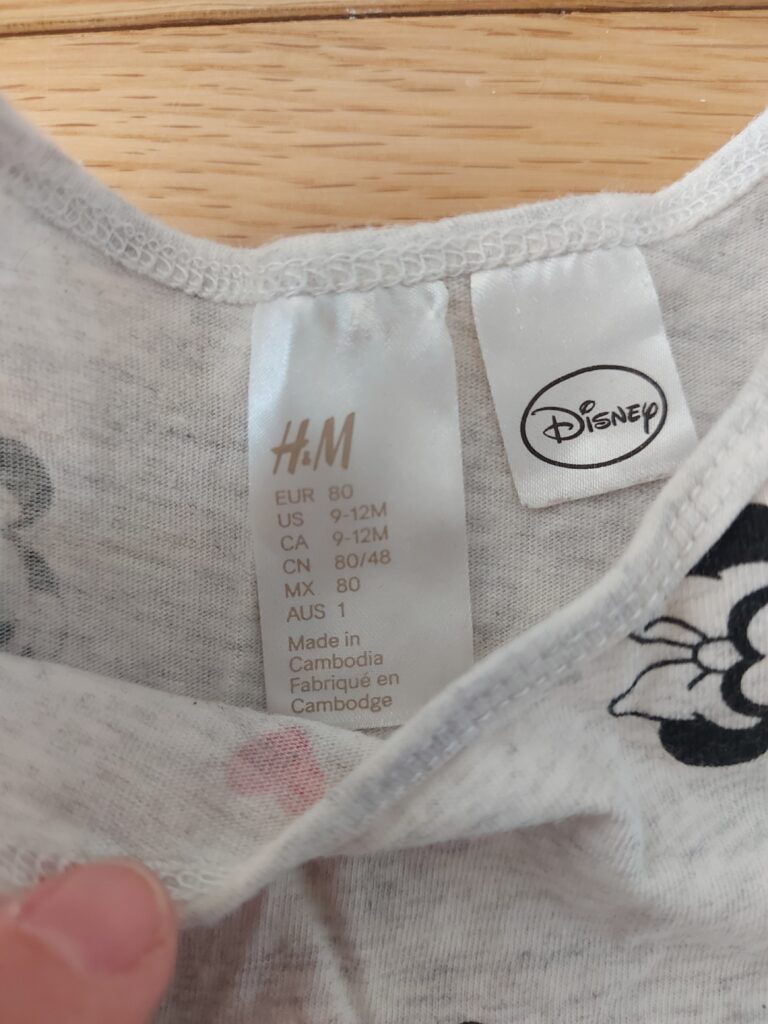 H&M
EUR 80
US 9-12M
CA 9-12M
CN 80/48
MX 80
AUS 1
Made in
Cambodia
Fabriqué en
Cambodge
Disney